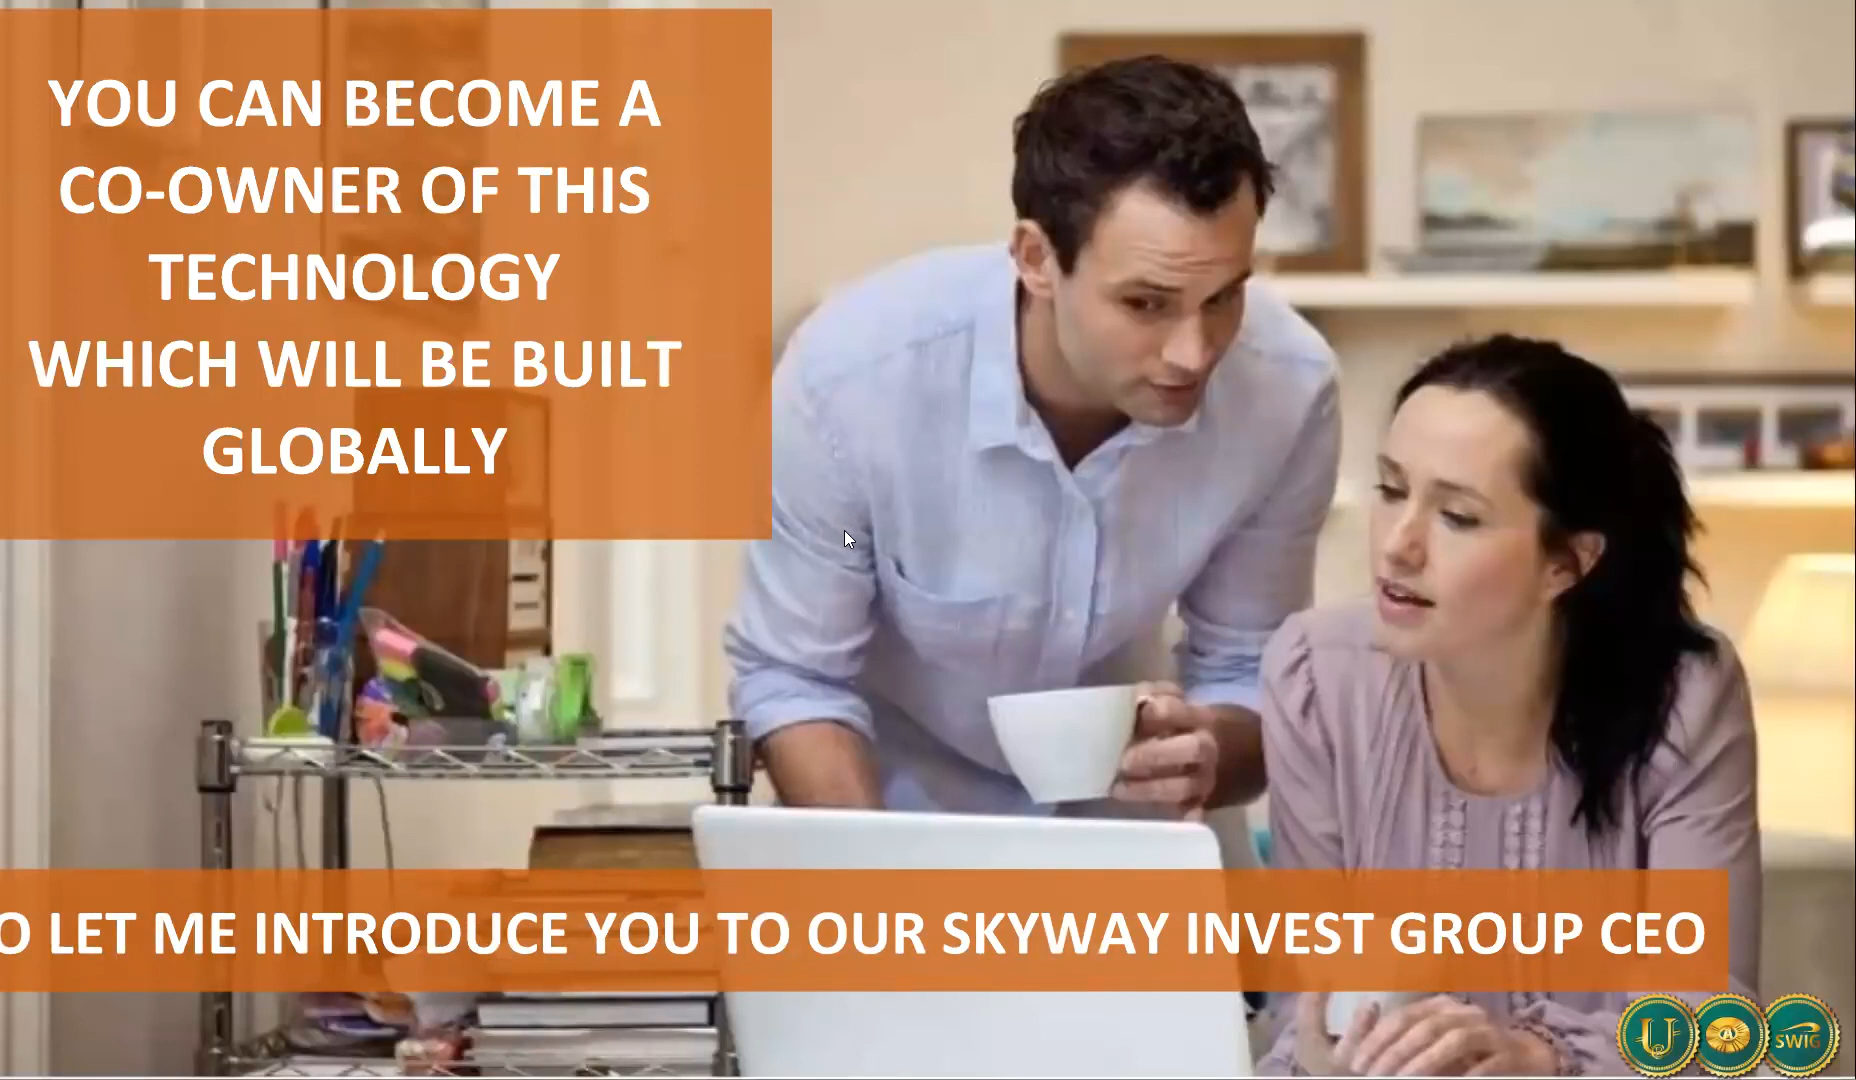 YOU CAN BECOME A
CO-OWNER OF THIS
TECHNOLOGY
WHICH WILL BE BUILT
GLOBALLY
O LET ME INTRODUCE YOU TO OUR SKYWAY INVEST GROUP CEO
U
A
SWIG